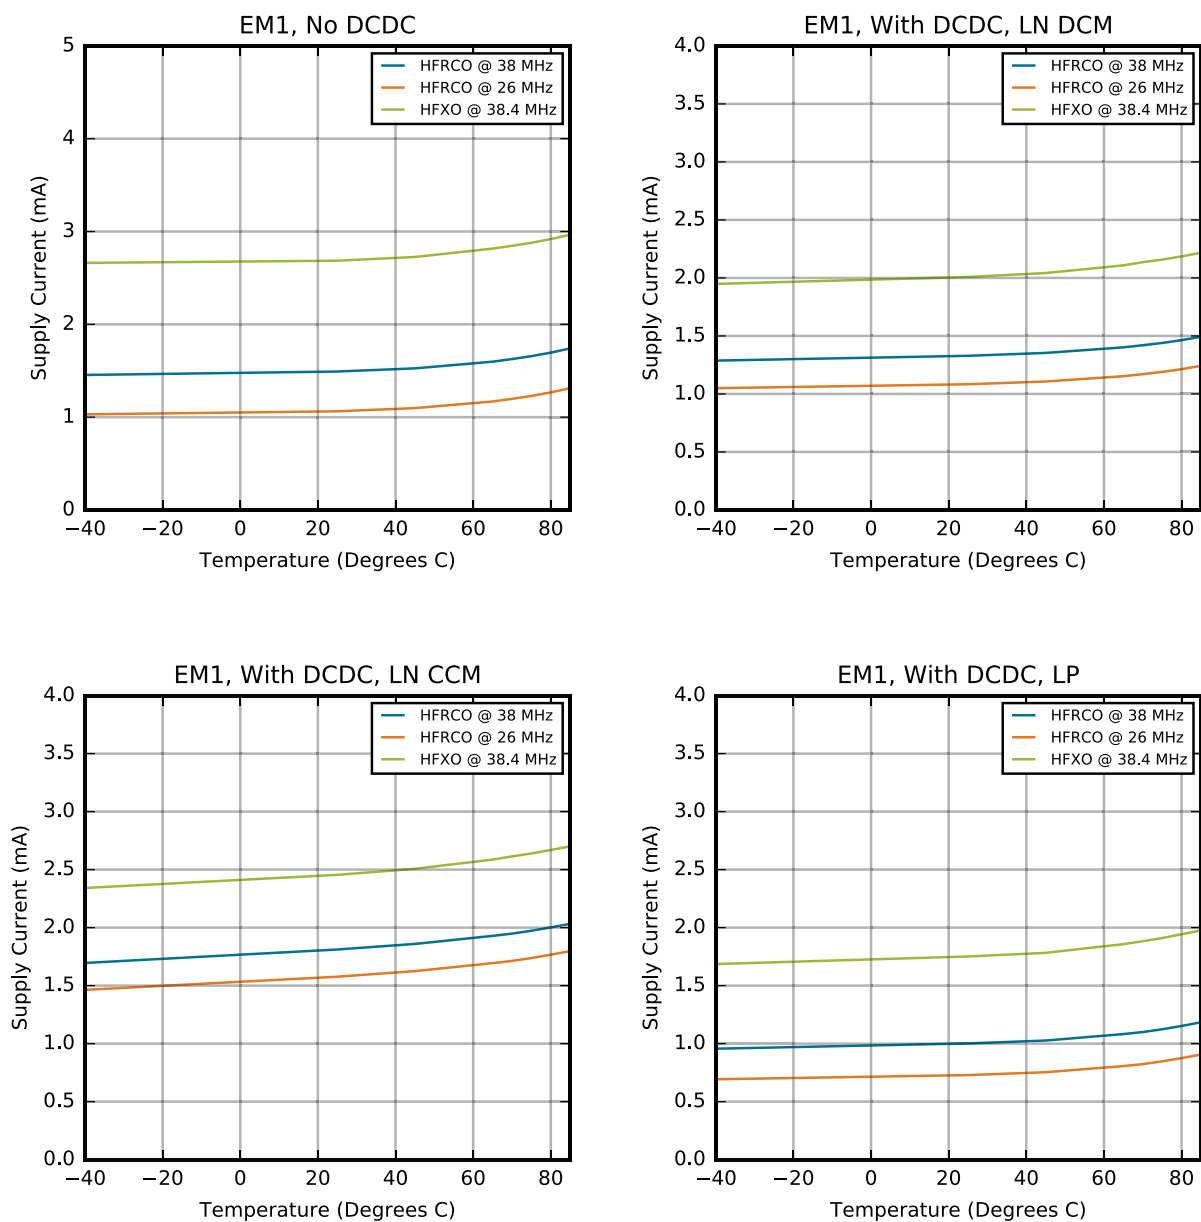 EM1, No DCDC
5
4
3
2
1
0
Supply Current (mA)
HFRCO @ 38 MHz
HFRCO @ 26 MHz
HFXO @ 38.4 MHz
−40 −20 0 20 40 60 80
Temperature (Degrees C)
EM1, With DCDC, LN DCM
4.0
3.5
3.0
2.5
2.0
1.5
1.0
0.5
0.0
Supply Current (mA)
HFRCO @ 38 MHz
HFRCO @ 26 MHz
HFXO @ 38.4 MHz
−40 −20 0 20 40 60 80
Temperature (Degrees C)
EM1, With DCDC, LN CCM
4.0
3.5
3.0
2.5
2.0
1.5
1.0
0.5
0.0
Supply Current (mA)
HFRCO @ 38 MHz
HFRCO @ 26 MHz
HFXO @ 38.4 MHz
−40 −20 0 20 40 60 80
Temperature (Degrees C)
EM1, With DCDC, LP
4.0
3.5
3.0
2.5
2.0
1.5
1.0
0.5
0.0
Supply Current (mA)
HFRCO @ 38 MHz
HFRCO @ 26 MHz
HFXO @ 38.4 MHz
−40 −20 0 20 40 60 80
Temperature (Degrees C)